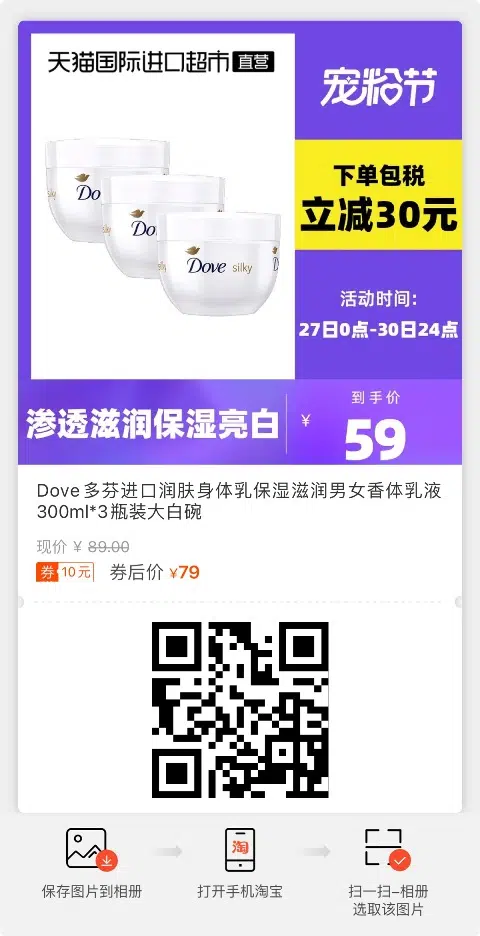 天猫国际进口超市 直营
宠粉节
Dove
Dove
Dove silky
下单包税
立减30元
活动时间：
27日0点-30日24点
渗透滋润保湿亮白
到手价
¥ 59
Dove多芬进口润肤身体乳保湿滋润男女香体乳液
300ml*3瓶装大白碗
现价 ¥ 89.00
券 10元 券后价 ¥79
淘
保存图片到相册
打开手机淘宝
扫一扫-相册
选取该图片